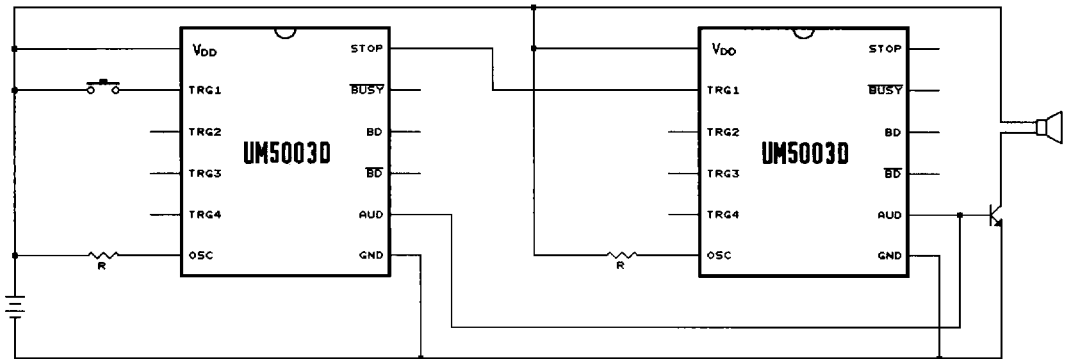 VDD
STOP
TRG1
BUSY
TRG2
BD
UM5003D
TRG3
BD
TRG4
AUD
OSC
GND
R
VDD
STOP
TRG1
BUSY
TRG2
BD
UM5003D
TRG3
BD
TRG4
AUD
OSC
GND
R